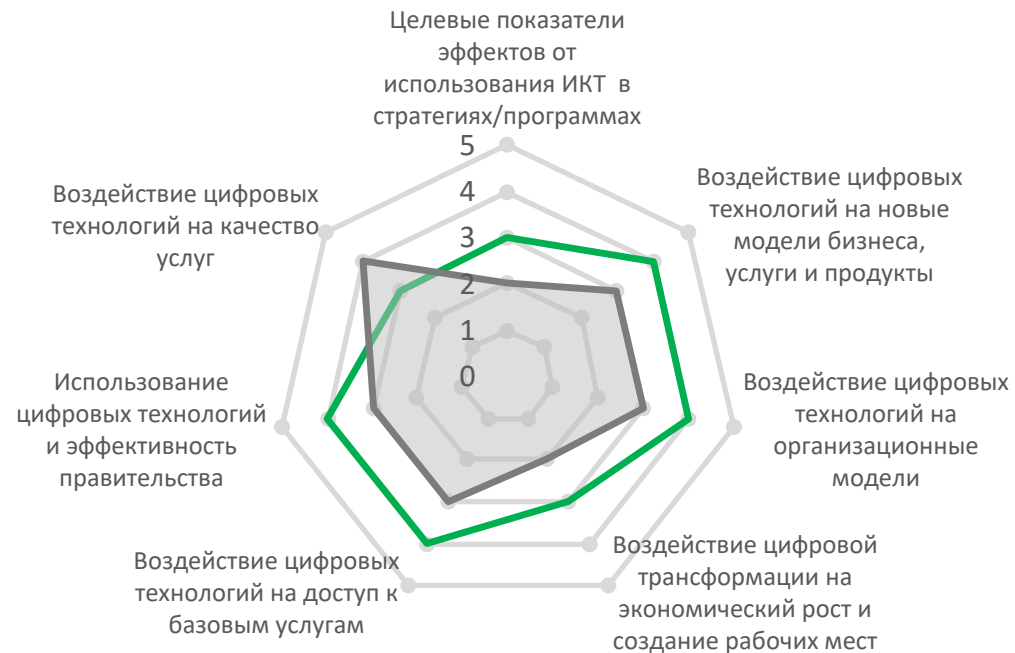 Целевые показатели
эффектов от
использования ИКТ в
стратегиях/программах
5
4
3
2
1
0
Воздействие цифровых
технологий на новые
модели бизнеса,
услуги и продукты
Воздействие цифровых
технологий на
организационные
модели
Воздействие цифровой
трансформации на
экономический рост и
создание рабочих мест
Воздействие цифровых
технологий на доступ к
базовым услугам
Использование
цифровых технологий
и эффективность
правительства
Воздействие цифровых
технологий на качество
услуг